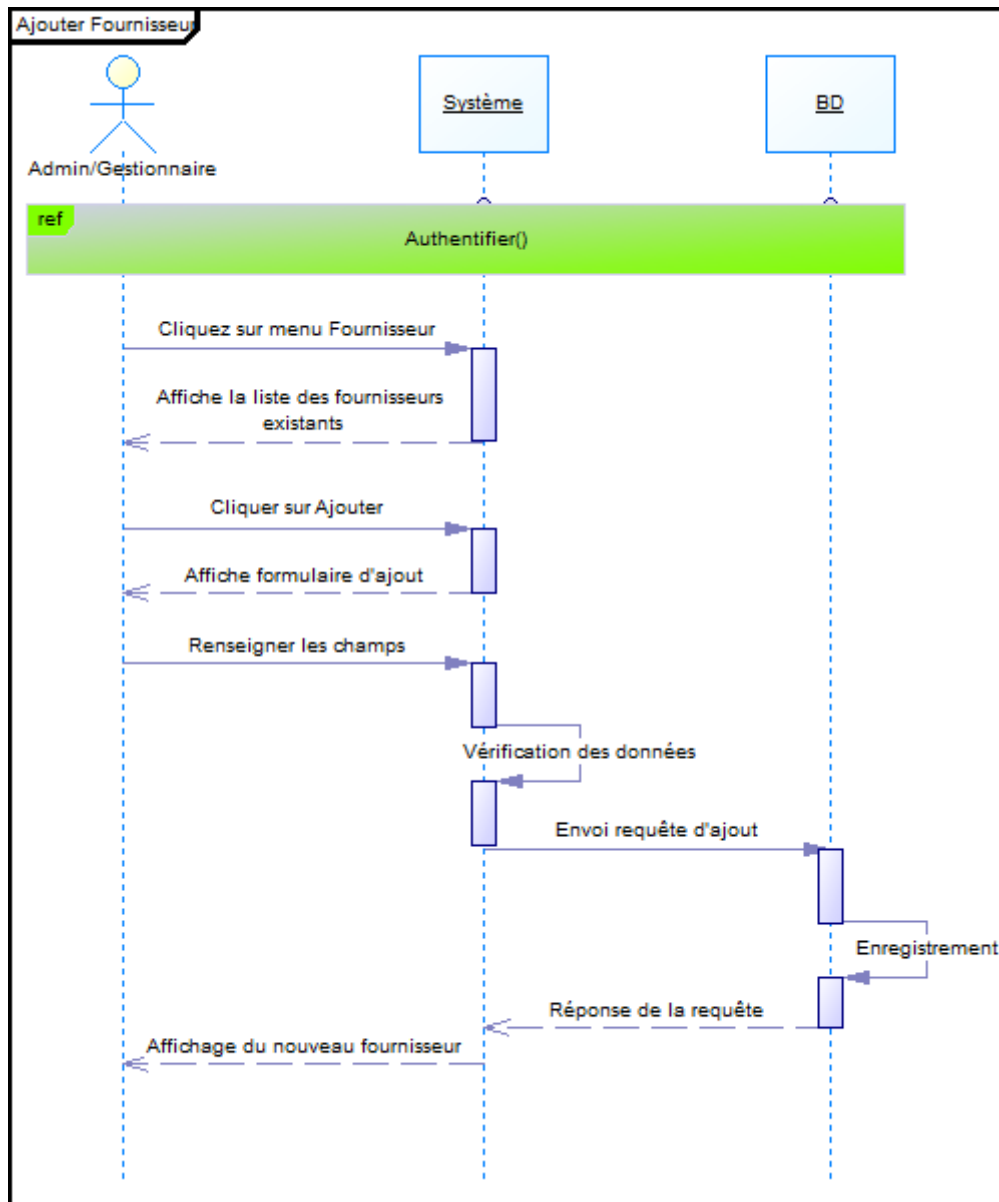 Ajouter Fournisseur
Système
BD
Admin/Gestionnaire
ref
Authentifier()
Cliquez sur menu Fournisseur
Affiche la liste des fournisseurs
existants
Cliquer sur Ajouter
Affiche formulaire d'ajout
Renseigner les champs
Vérification des données
Envoi requête d'ajout
Enregistrement
Réponse de la requête
Affichage du nouveau fournisseur